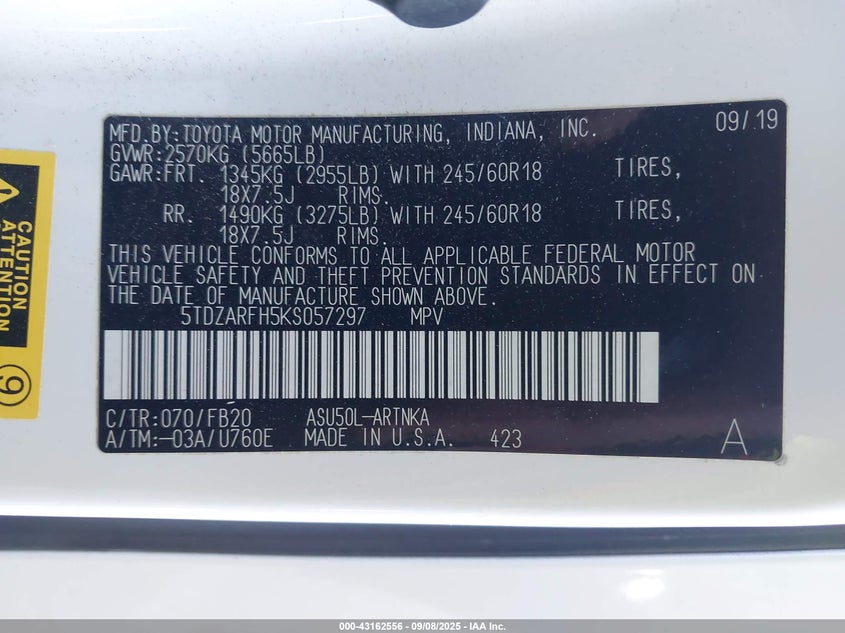 MFD. BY: TOYOTA MOTOR MANUFACTURING, INDIANA, INC. 09/19
GVWR: 2570KG (5665LB)
GAWR: FRT. 1345KG (2955LB) WITH 245/60R18 TIRES,
18X7.5J RIMS.
RR. 1490KG (3275LB) WITH 245/60R18 TIRES,
18X7.5J RIMS.
THIS VEHICLE CONFORMS TO ALL APPLICABLE FEDERAL MOTOR
VEHICLE SAFETY AND THEFT PREVENTION STANDARDS IN EFFECT ON
THE DATE OF MANUFACTURE SHOWN ABOVE.
5TDZARFH5KS057297 MPV
C/TR: 070/FB20 ASU50L-ARTNKA
A/TM: -03A/U760E MADE IN U.S.A. 423 A
CAUTION
ATTENTION
9
000-43162556 - 09/08/2025 - IAA Inc.